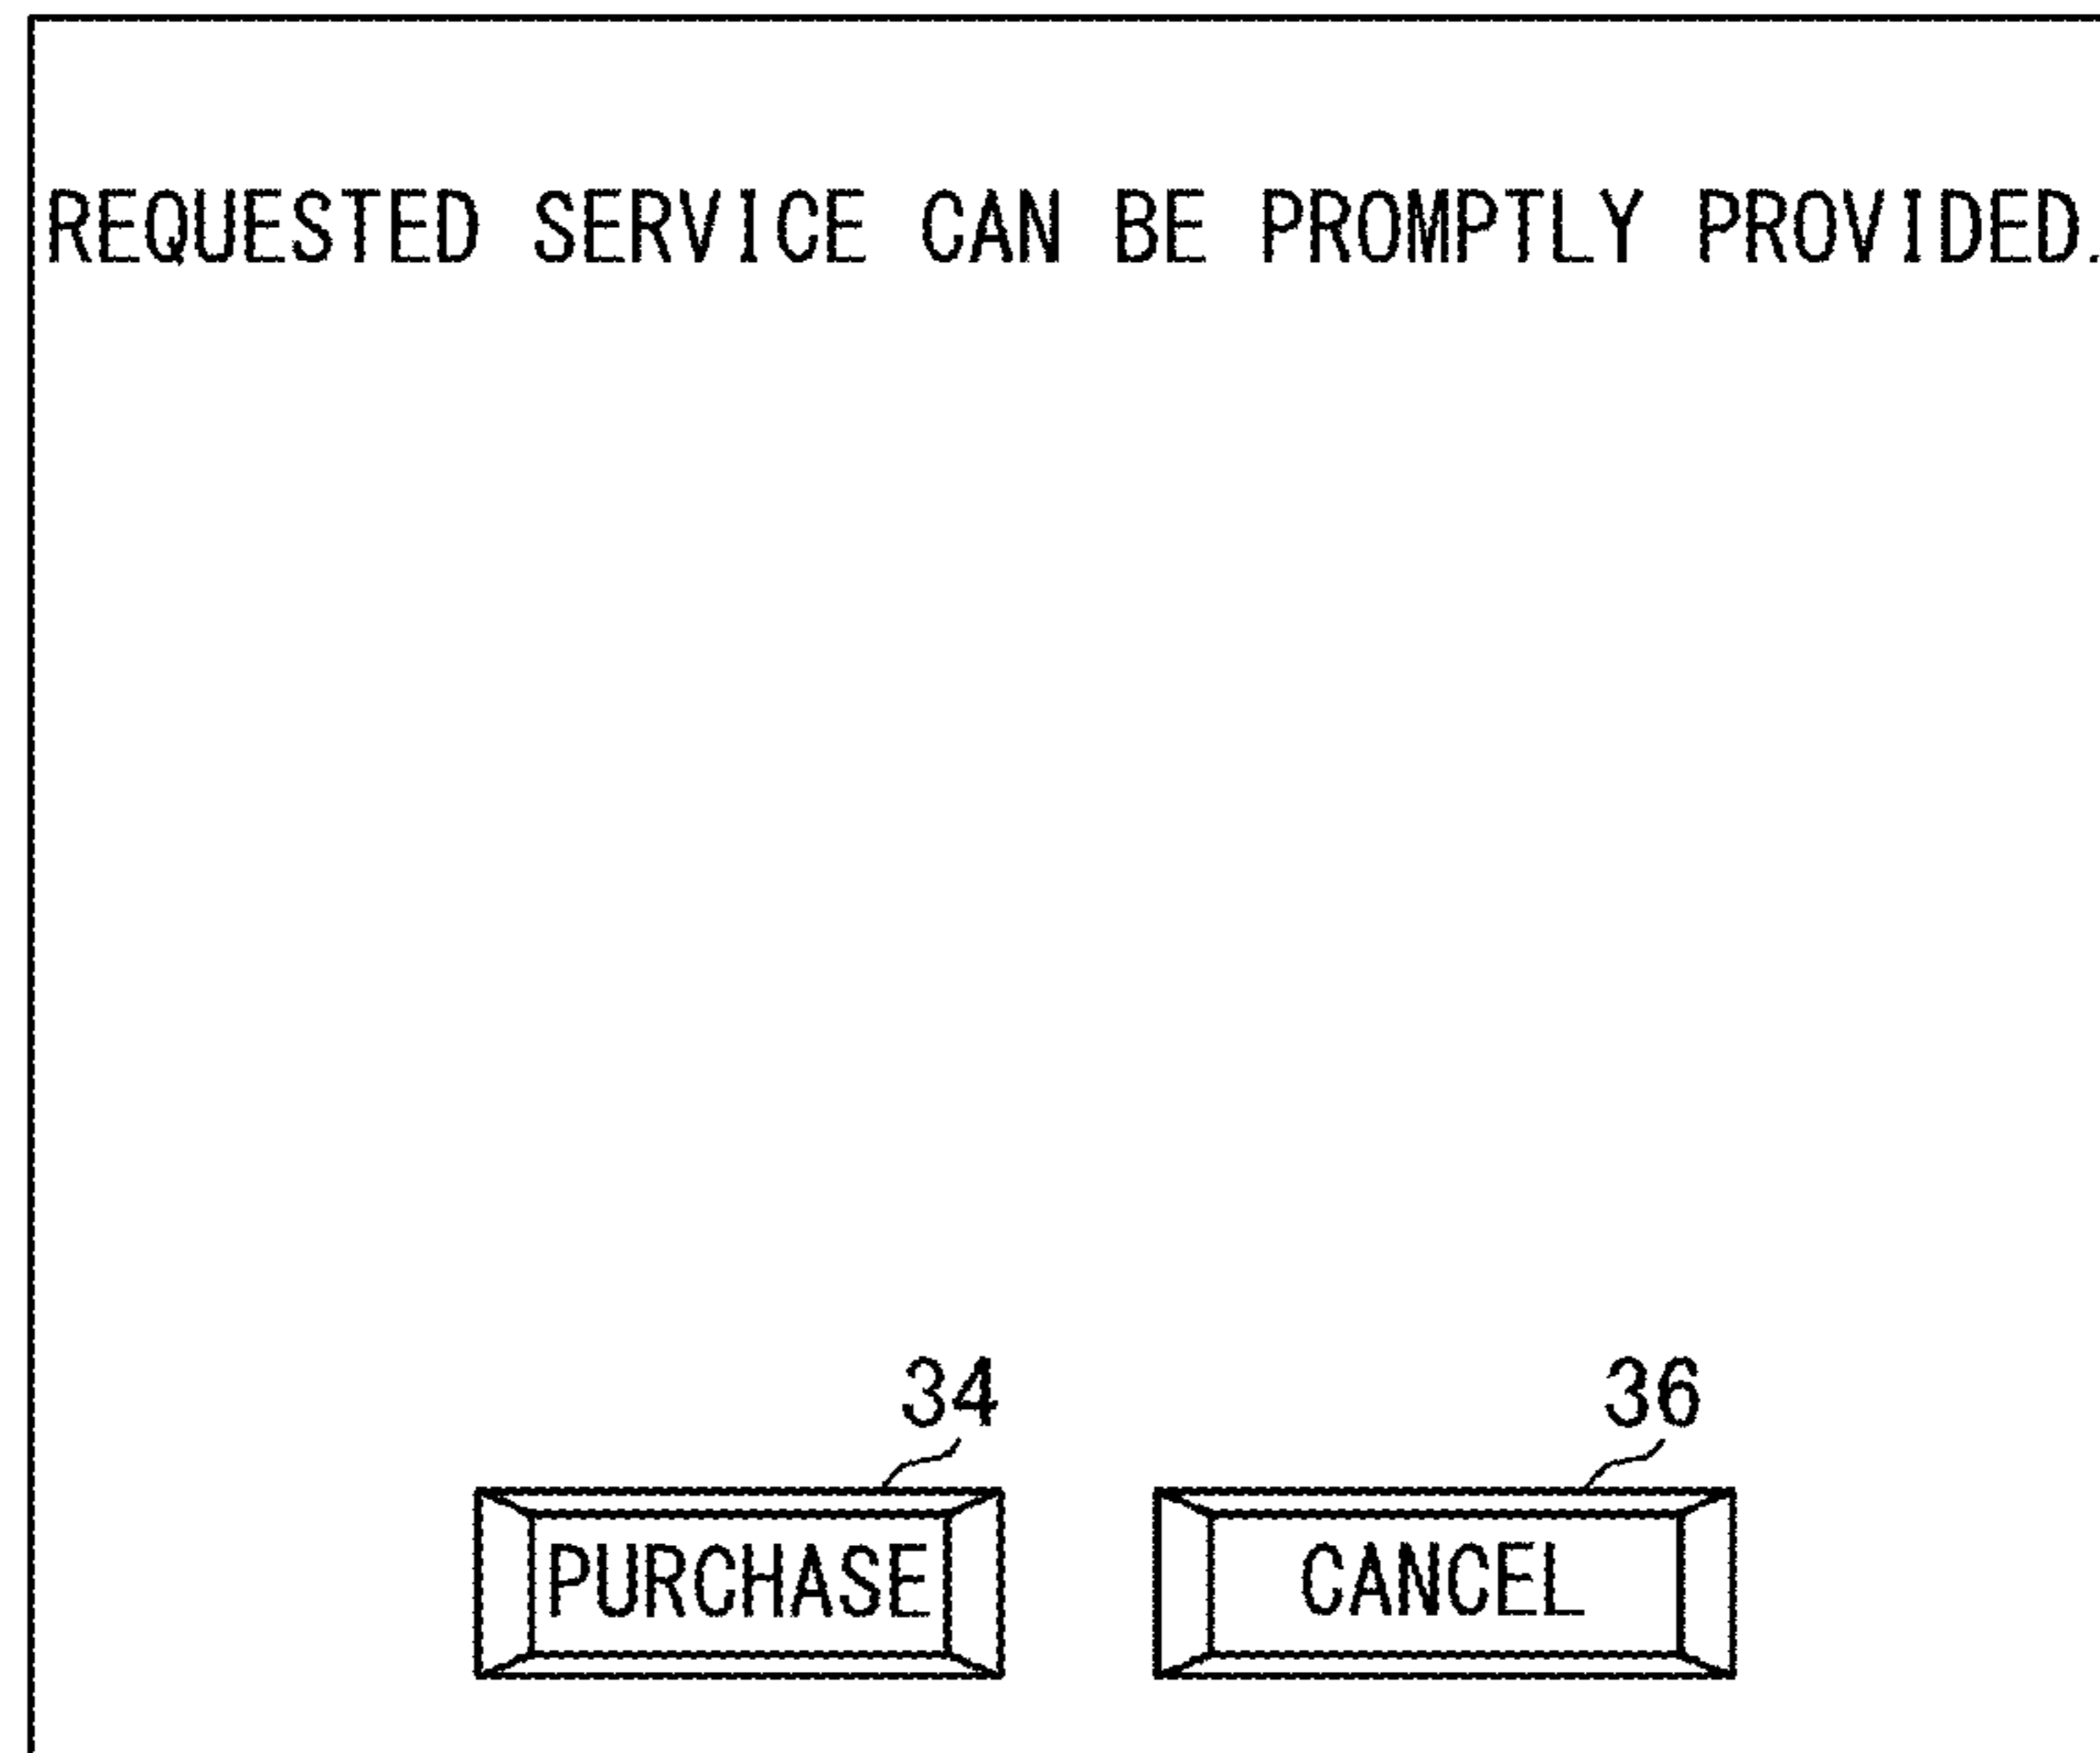 REQUESTED SERVICE CAN BE PROMPTLY PROVIDED.
34 36
PURCHASE CANCEL